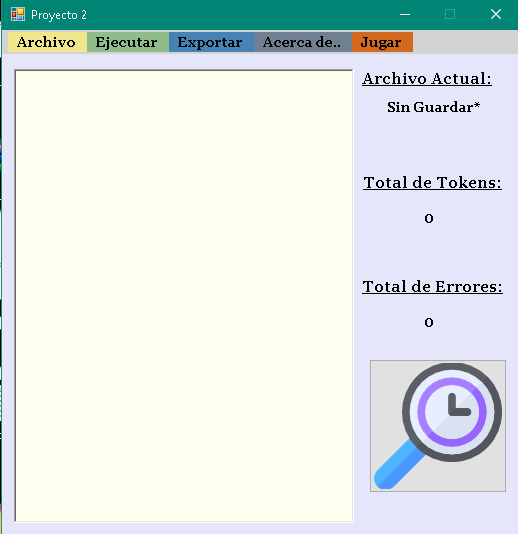 Proyecto 2
Archivo Ejecutar Exportar Acerca de.. Jugar
Archivo Actual:
Sin Guardar*
Total de Tokens:
0
Total de Errores:
0